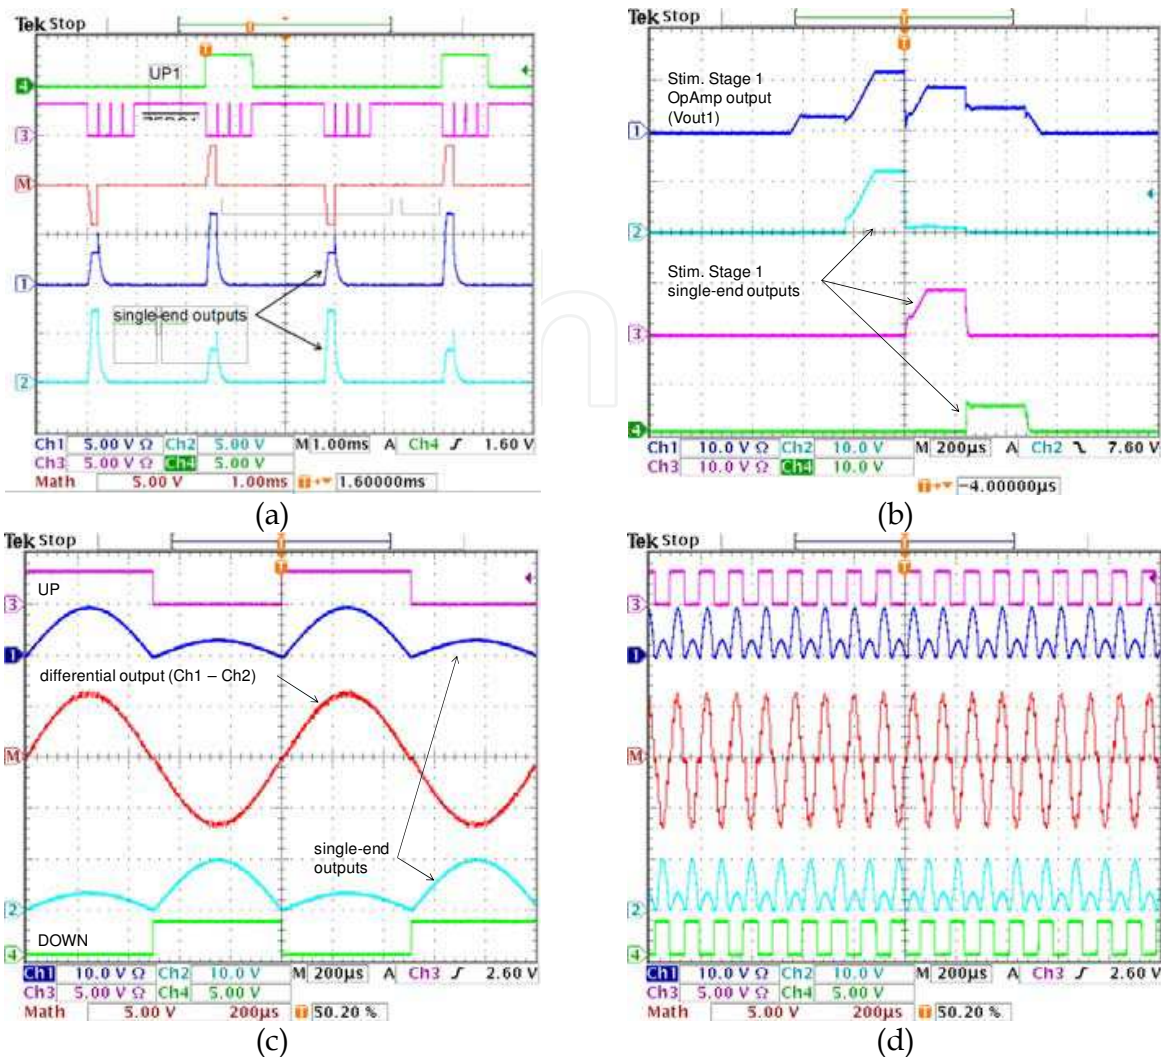 Tek Stop
T
T
UP1
4
3
M
1
single-end outputs
2
Ch1 5.00 V Ω Ch2 5.00 V M 1.00ms A Ch4 1.60 V
Ch3 5.00 V Ω Ch4 5.00 V
Math 5.00 V 1.00ms T 1.60000ms
(a)
Tek Stop
T
T
Stim. Stage 1
OpAmp output
(Vout1)
1
2
Stim. Stage 1
single-end outputs
3
4
Ch1 10.0 V Ω Ch2 10.0 V M 200µs A Ch2 7.60 V
Ch3 10.0 V Ω Ch4 10.0 V
T −4.00000µs
(b)
Tek Stop
T
T
UP
3
1
differential output (Ch1 – Ch2)
M
single-end
outputs
2
DOWN
4
Ch1 10.0 V Ω Ch2 10.0 V M 200µs A Ch3 2.60 V
Ch3 5.00 V Ω Ch4 5.00 V
Math 5.00 V 200µs T 50.20 %
(c)
Tek Stop
T
T
3
1
M
2
4
Ch1 10.0 V Ω Ch2 10.0 V M 200µs A Ch3 2.60 V
Ch3 5.00 V Ω Ch4 5.00 V
Math 5.00 V 200µs T 50.20 %
(d)